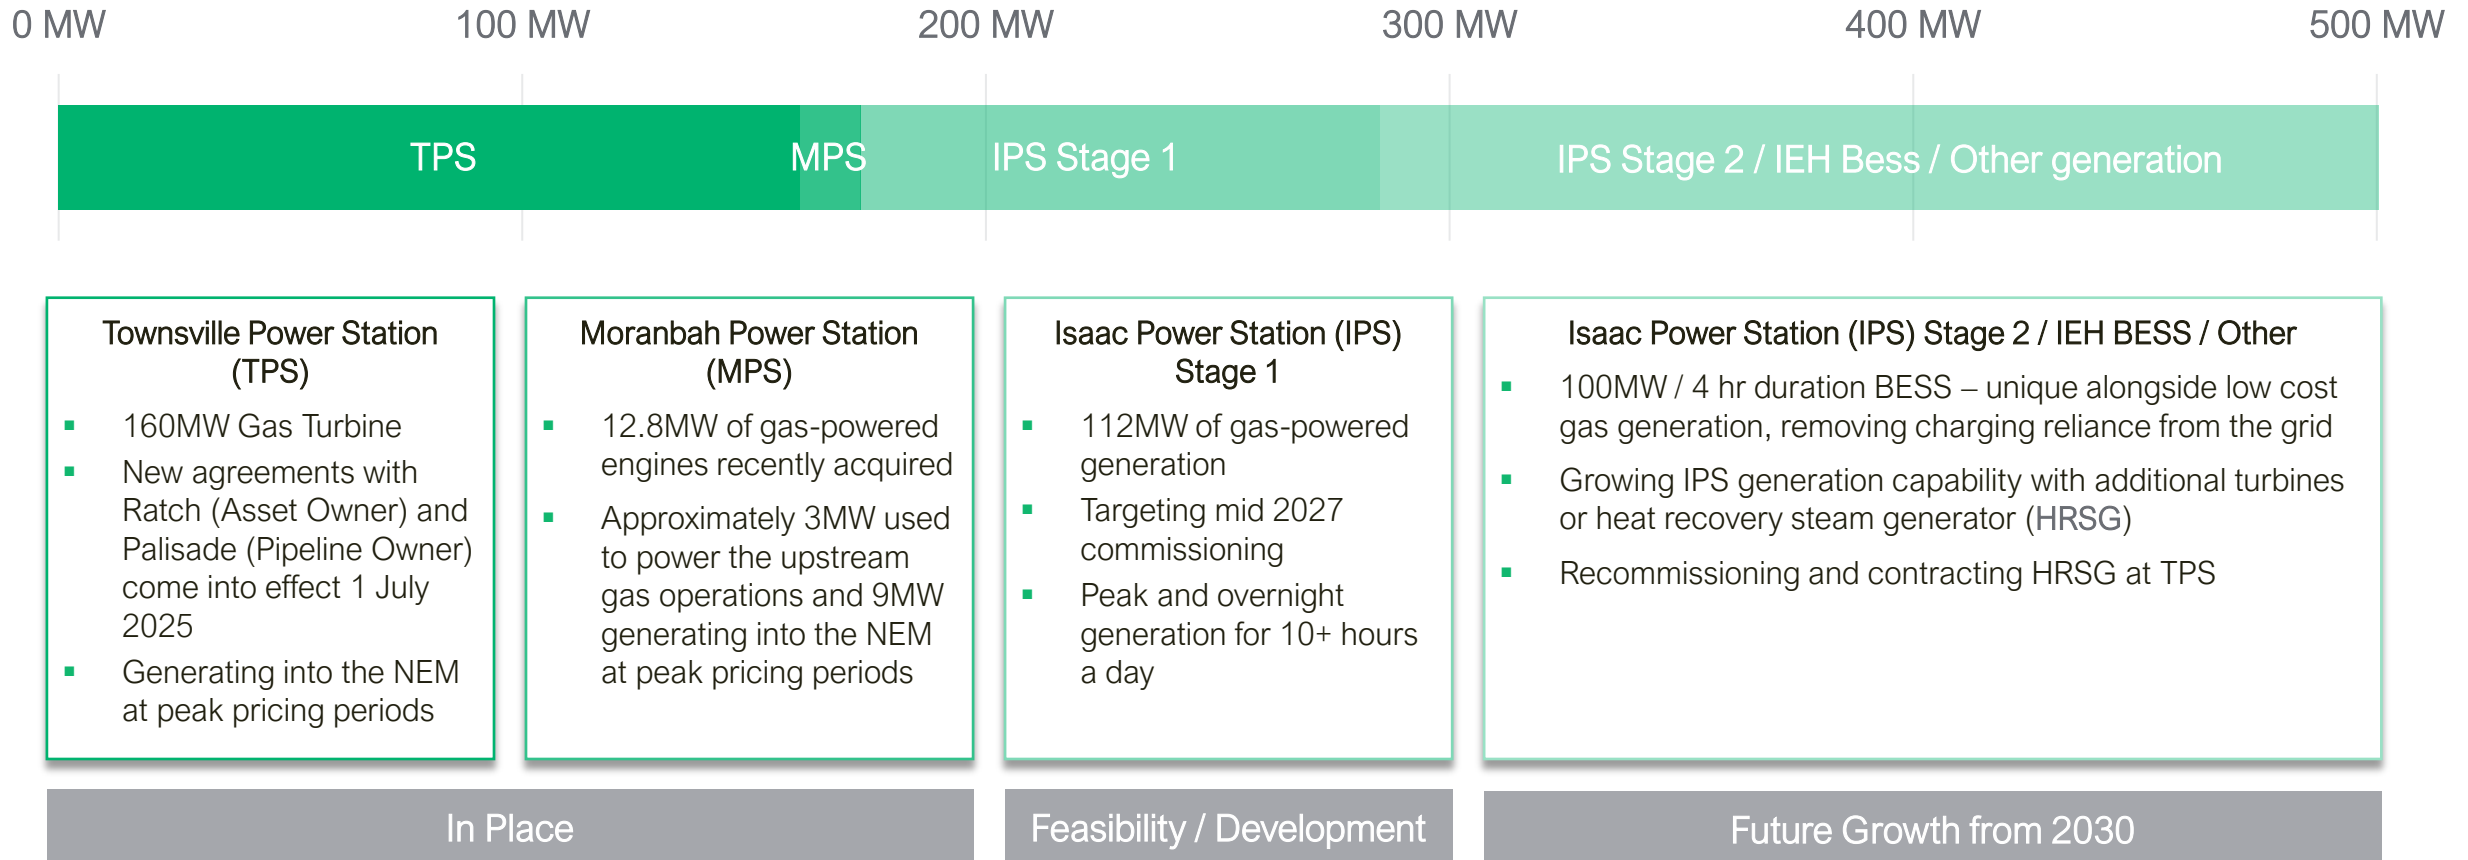 0 MW 100 MW 200 MW 300 MW 400 MW 500 MW
TPS MPS IPS Stage 1 IPS Stage 2 / IEH Bess / Other generation
Townsville Power Station
(TPS)
▪ 160MW Gas Turbine
▪ New agreements with
Ratch (Asset Owner) and
Palisade (Pipeline Owner)
come into effect 1 July
2025
▪ Generating into the NEM
at peak pricing periods
Moranbah Power Station
(MPS)
▪ 12.8MW of gas-powered
engines recently acquired
▪ Approximately 3MW used
to power the upstream
gas operations and 9MW
generating into the NEM
at peak pricing periods
Isaac Power Station (IPS)
Stage 1
▪ 112MW of gas-powered
generation
▪ Targeting mid 2027
commissioning
▪ Peak and overnight
generation for 10+ hours
a day
Isaac Power Station (IPS) Stage 2 / IEH BESS / Other
▪ 100MW / 4 hr duration BESS – unique alongside low cost
gas generation, removing charging reliance from the grid
▪ Growing IPS generation capability with additional turbines
or heat recovery steam generator (HRSG)
▪ Recommissioning and contracting HRSG at TPS
In Place
Feasibility / Development
Future Growth from 2030